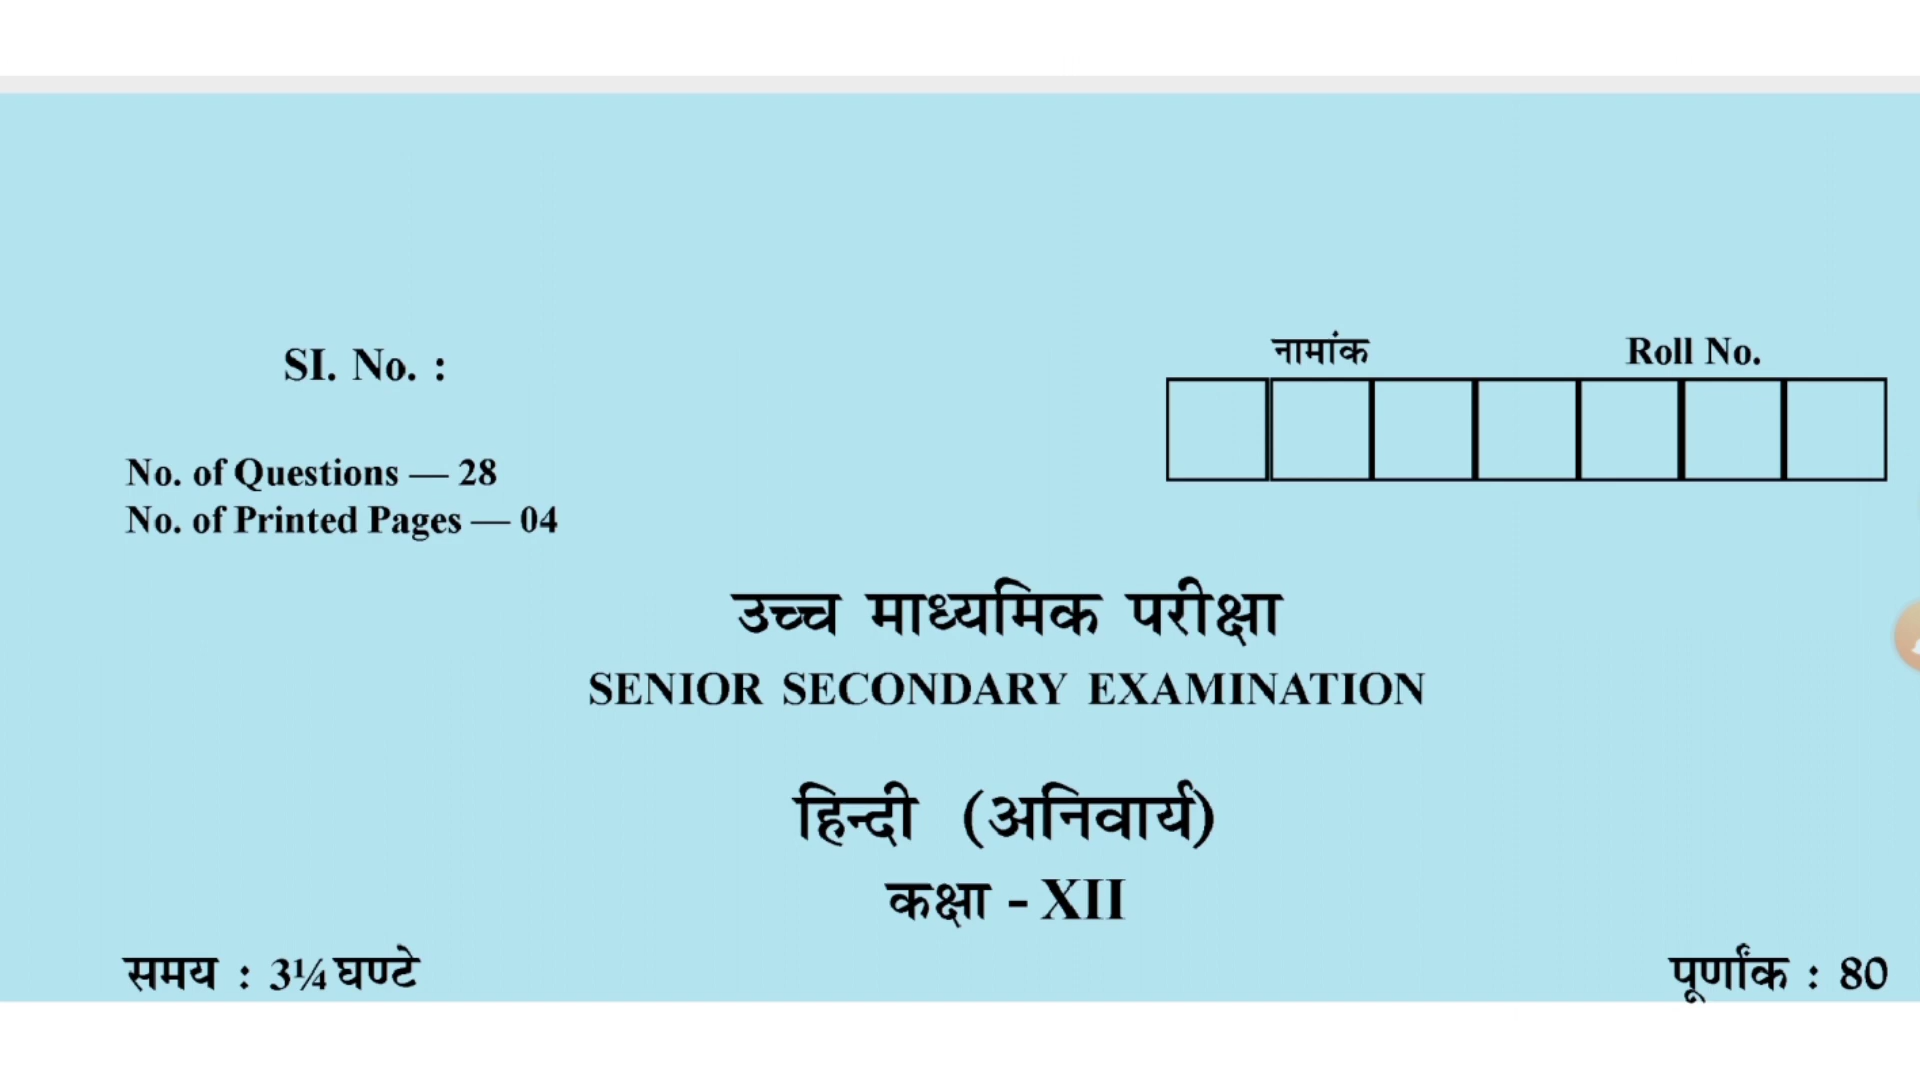 SI. No. :
नामांक Roll No.
No. of Questions — 28
No. of Printed Pages — 04
उच्च माध्यमिक परीक्षा
SENIOR SECONDARY EXAMINATION
हिन्दी (अनिवार्य)
कक्षा - XII
समय : 3¼ घण्टे पूर्णांक : 80